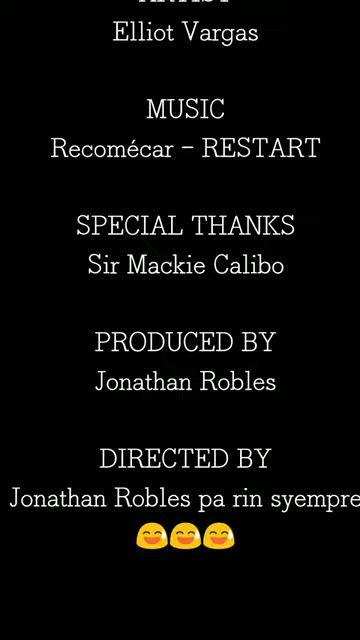 Elliot Vargas
MUSIC
Recomécar - RESTART
SPECIAL THANKS
Sir Mackie Calibo
PRODUCED BY
Jonathan Robles
DIRECTED BY
Jonathan Robles pa rin syempre
😅😅😅